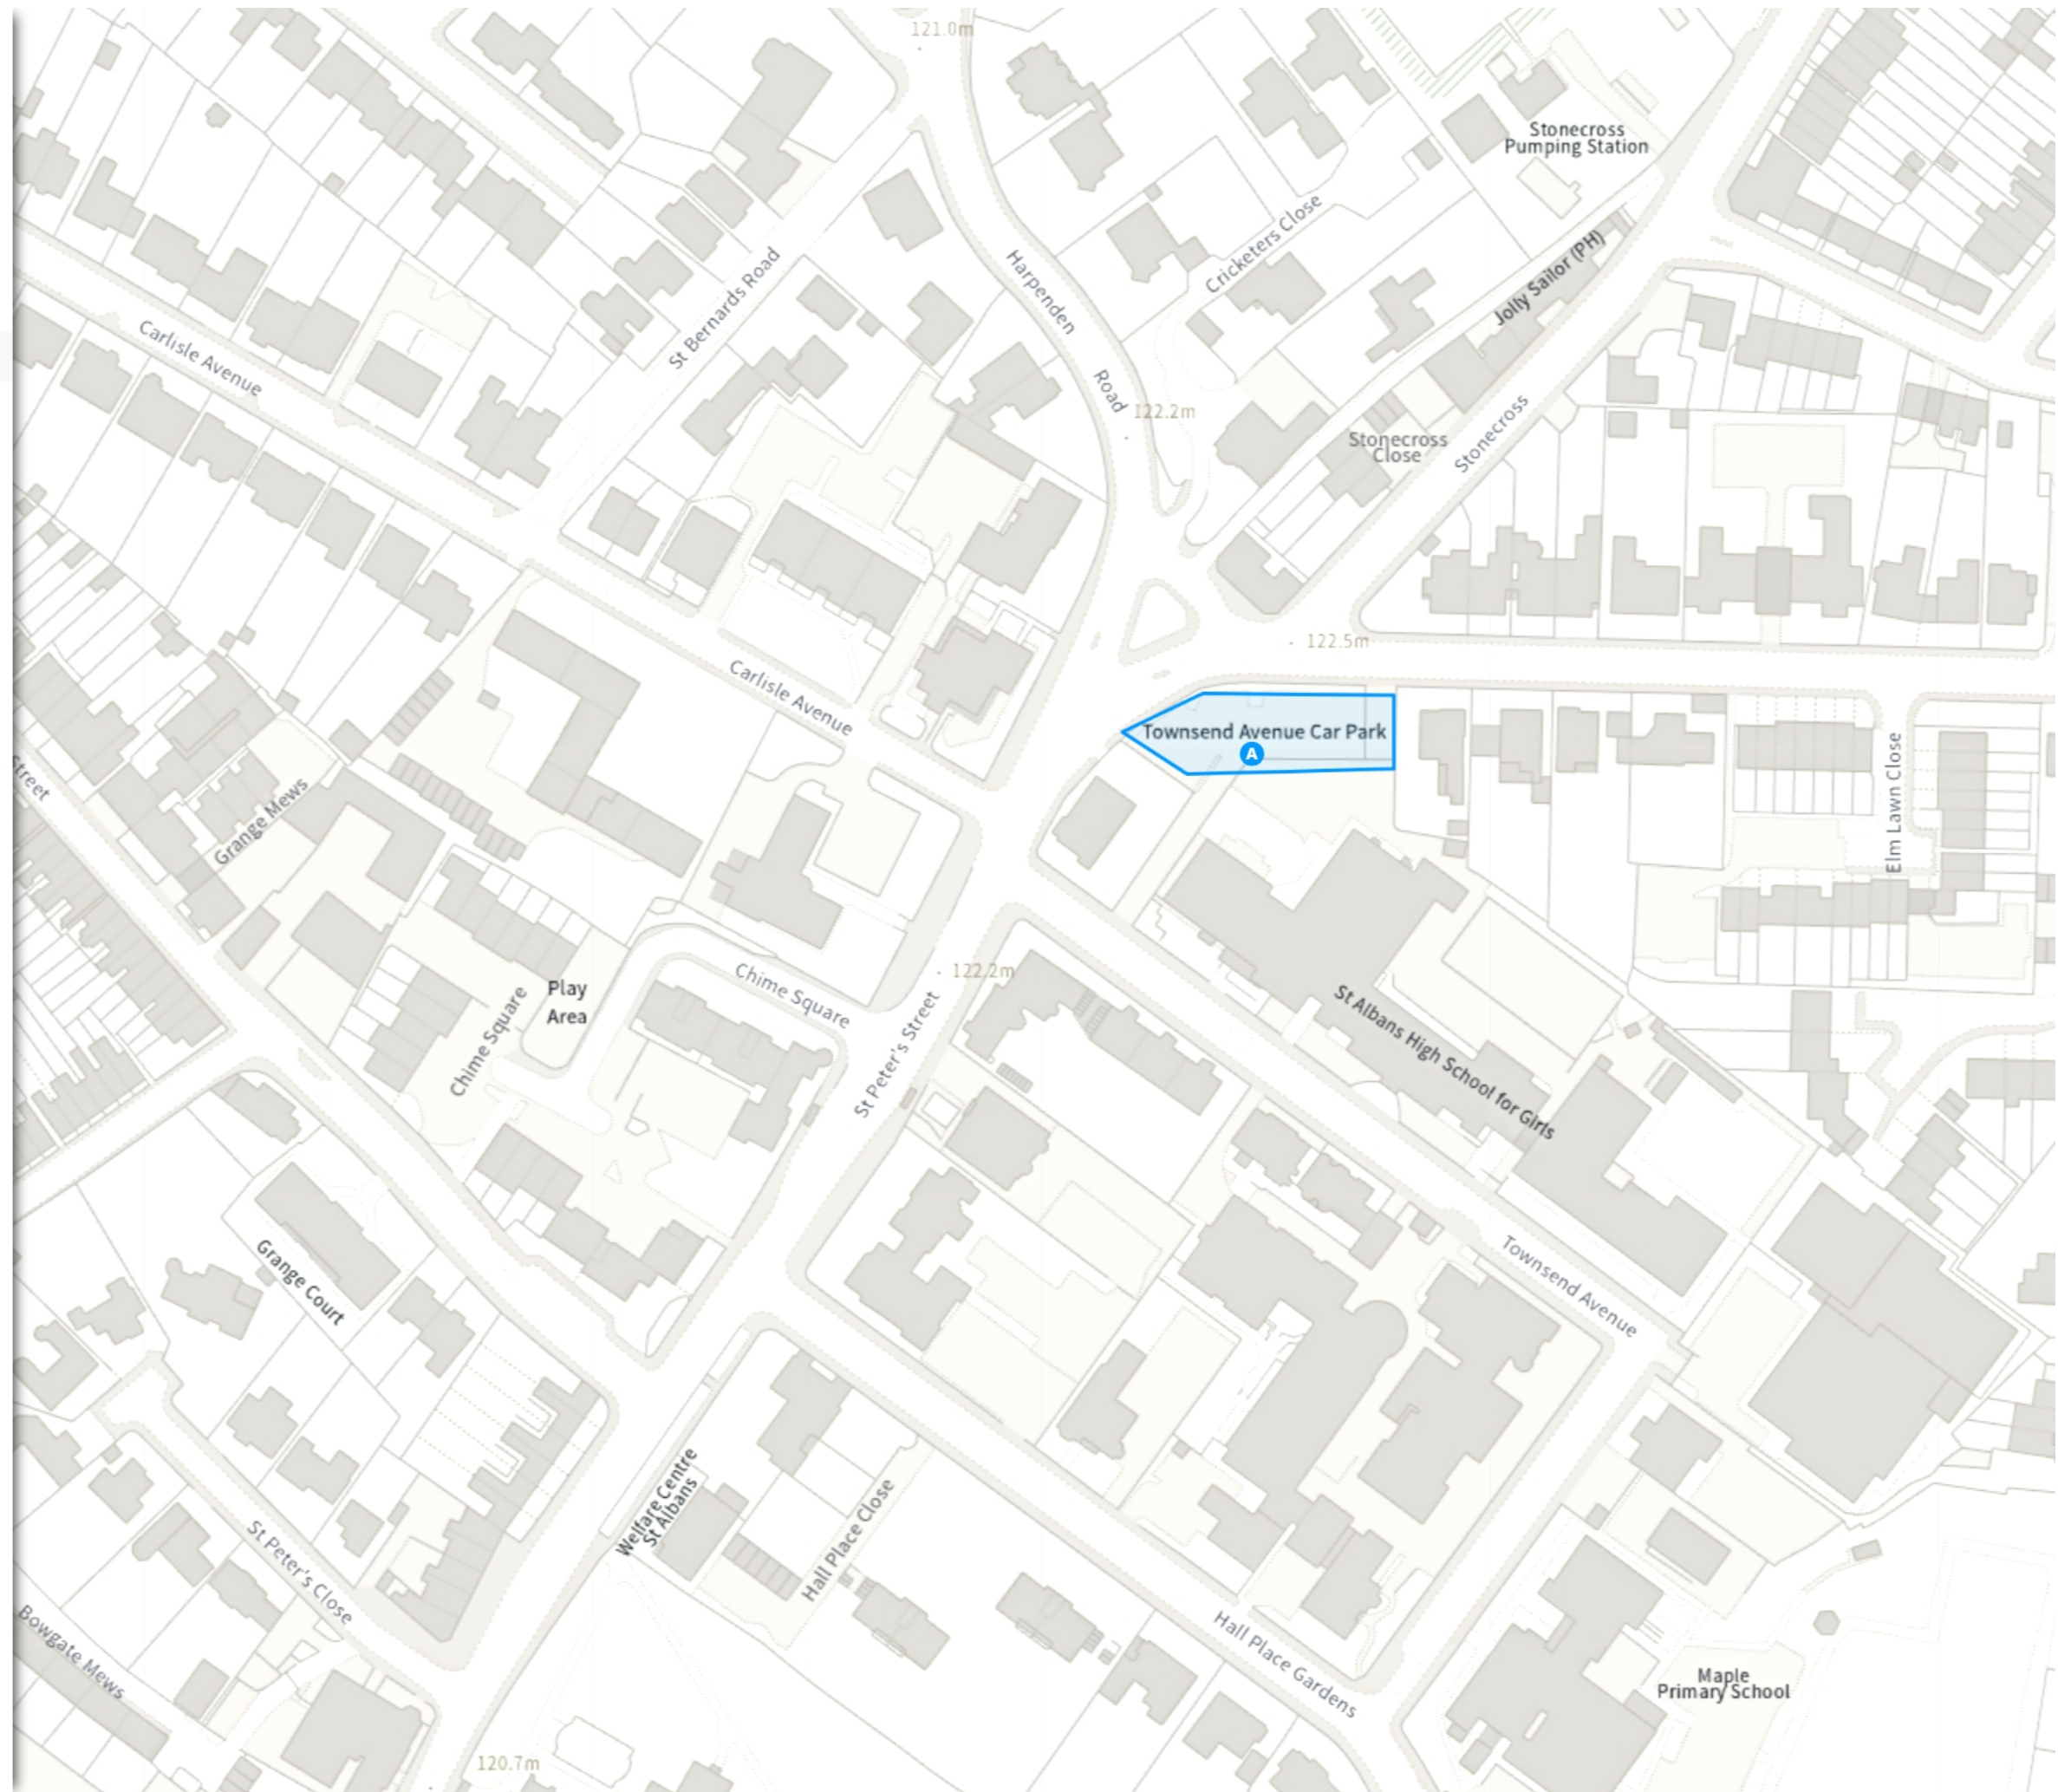 121.0m
Stonecross
Pumping Station
Cricketers Close
Jolly Sailor (PH)
St Bernards Road
Harpenden
Road
Carlisle Avenue
122.2m
Stonecross
Close
Stonecross
122.5m
Carlisle Avenue
Townsend Avenue Car Park
A
Elm Lawn Close
Street
Grange Mews
Play
Area
Chime Square
Chime Square
122.2m
St Peter's Street
St Albans High School for Girls
Grange Court
Townsend Avenue
Welfare Centre
St Albans
Hall Place Close
St Peter's Close
Bowgate Mews
Hall Place Gardens
Maple
Primary School
120.7m